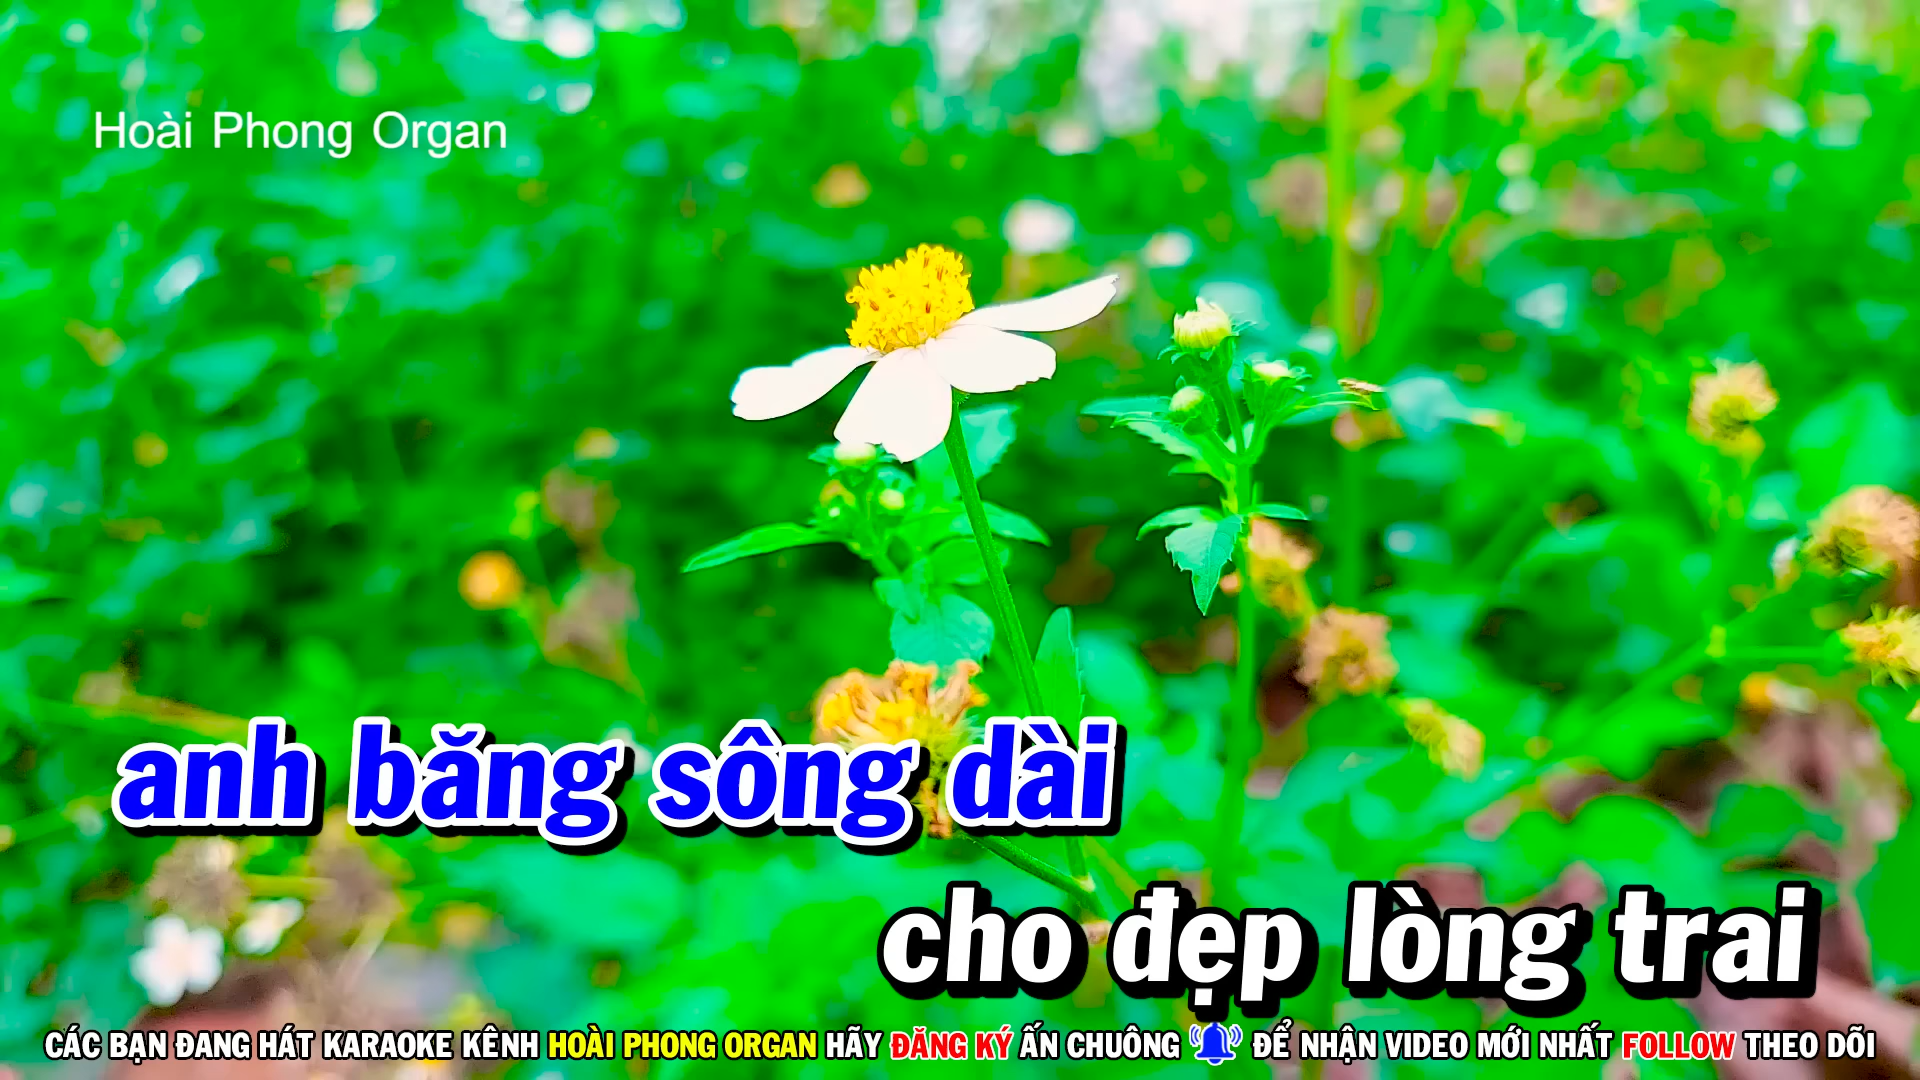 Hoài Phong Organ
anh băng sông dài
cho đẹp lòng trai
CÁC BẠN ĐANG HÁT KARAOKE KÊNH HOÀI PHONG ORGAN HÃY ĐĂNG KÝ ẤN CHUÔNG ĐỂ NHẬN VIDEO MỚI NHẤT FOLLOW THEO DÕI